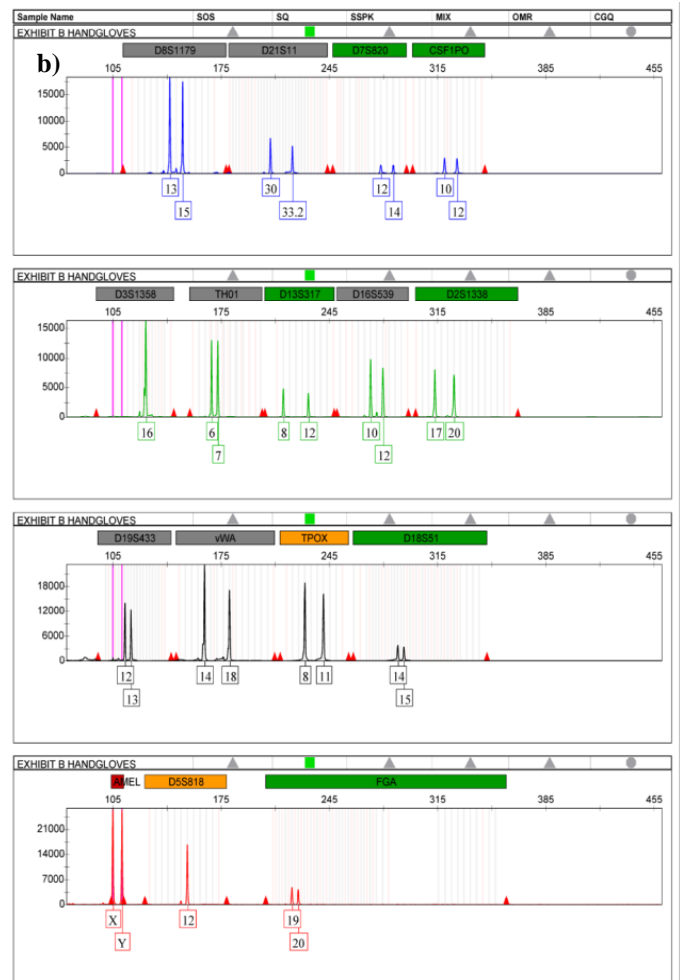 Sample Name SOS SQ SSPK MIX OMR CGQ
EXHIBIT B HANDGLOVES
D8S1179 D21S11 D7S820 CSF1PO
b)
105 175 245 315 385 455
15000
10000
5000
0
13 30 12 10
15 33.2 14 12
EXHIBIT B HANDGLOVES
D3S1358 TH01 D13S317 D16S539 D2S1338
105 175 245 315 385 455
15000
10000
5000
0
16 6 8 12 10 17 20
7 12
EXHIBIT B HANDGLOVES
D19S433 vWA TPOX D18S51
105 175 245 315 385 455
18000
12000
6000
0
12 14 18 8 11 14
13 15
EXHIBIT B HANDGLOVES
AMEL D5S818 FGA
105 175 245 315 385 455
21000
14000
7000
0
X 12 19
Y 20